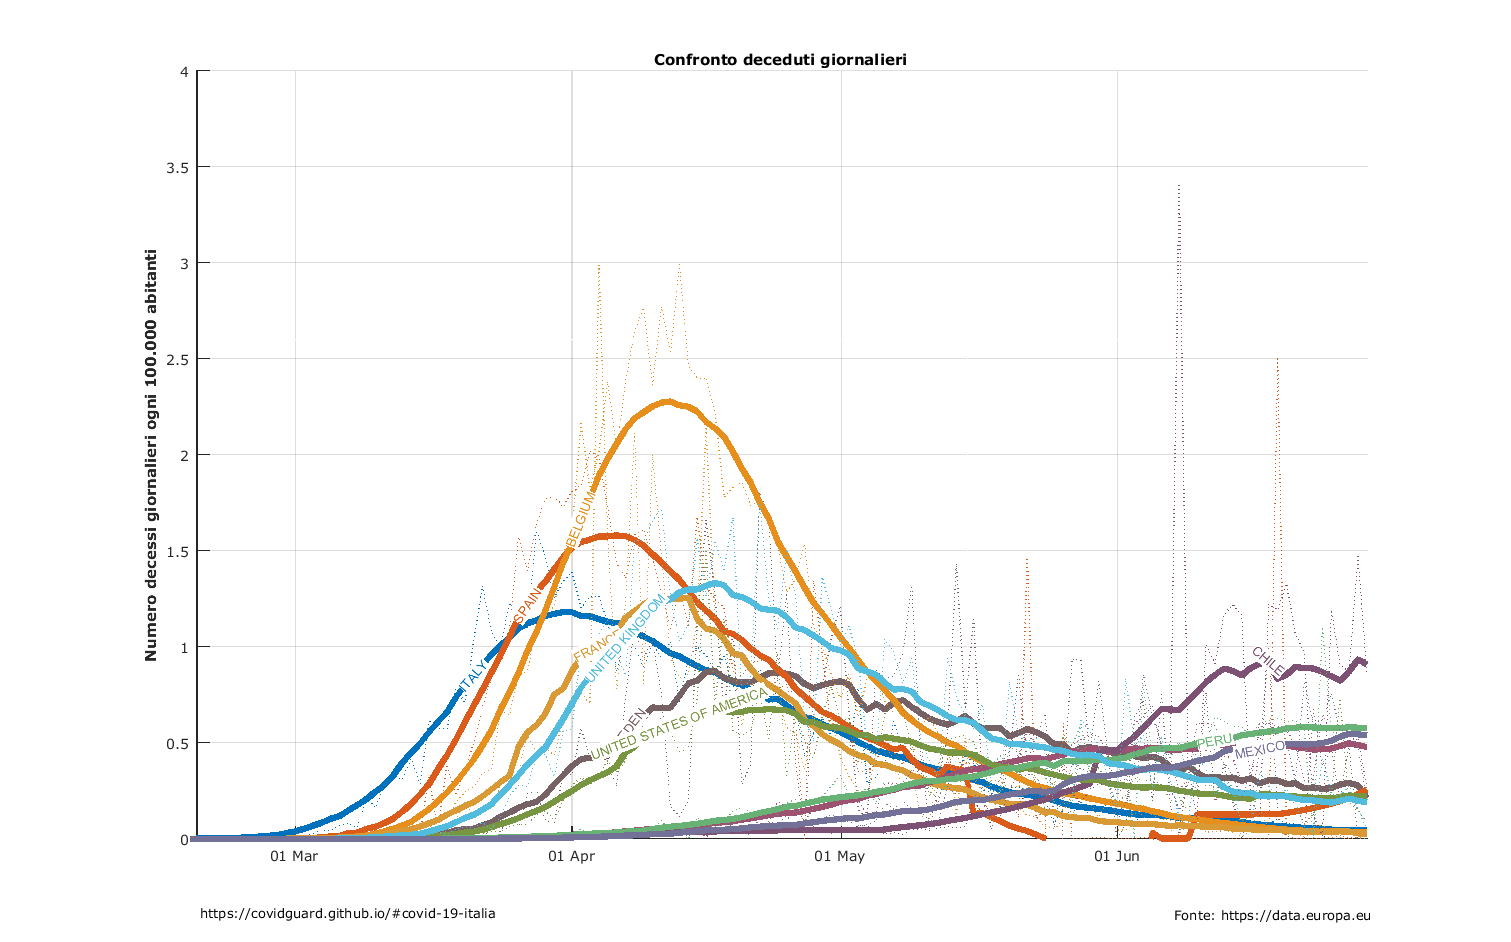 Confronto deceduti giornalieri
Numero decessi giornalieri ogni 100.000 abitanti
4
3.5
3
2.5
2
1.5
1
0.5
0
01 Mar
01 Apr
01 May
01 Jun
BELGIUM
SPAIN
ITALY
FRANC
UNITED KINGDOM
DEN
UNITED STATES OF AMERICA
CHILE
PERU
MEXICO
https://covidguard.github.io/#covid-19-italia
Fonte: https://data.europa.eu